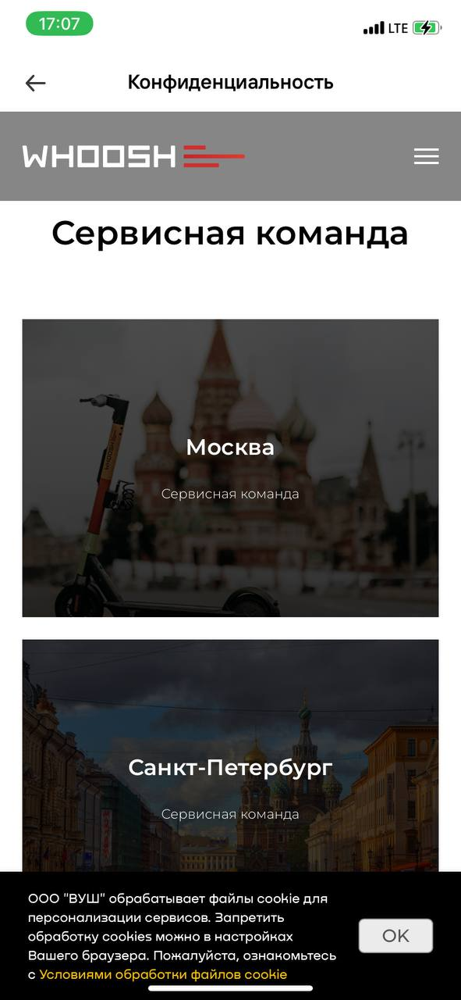 17:07
LTE
Конфиденциальность
WHOOSH
Сервисная команда
Москва
Сервисная команда
Санкт-Петербург
Сервисная команда
ООО "ВУШ" обрабатывает файлы cookie для
персонализации сервисов. Запретить
обработку cookies можно в настройках
Вашего браузера. Пожалуйста, ознакомьтесь
с Условиями обработки файлов cookie
OK